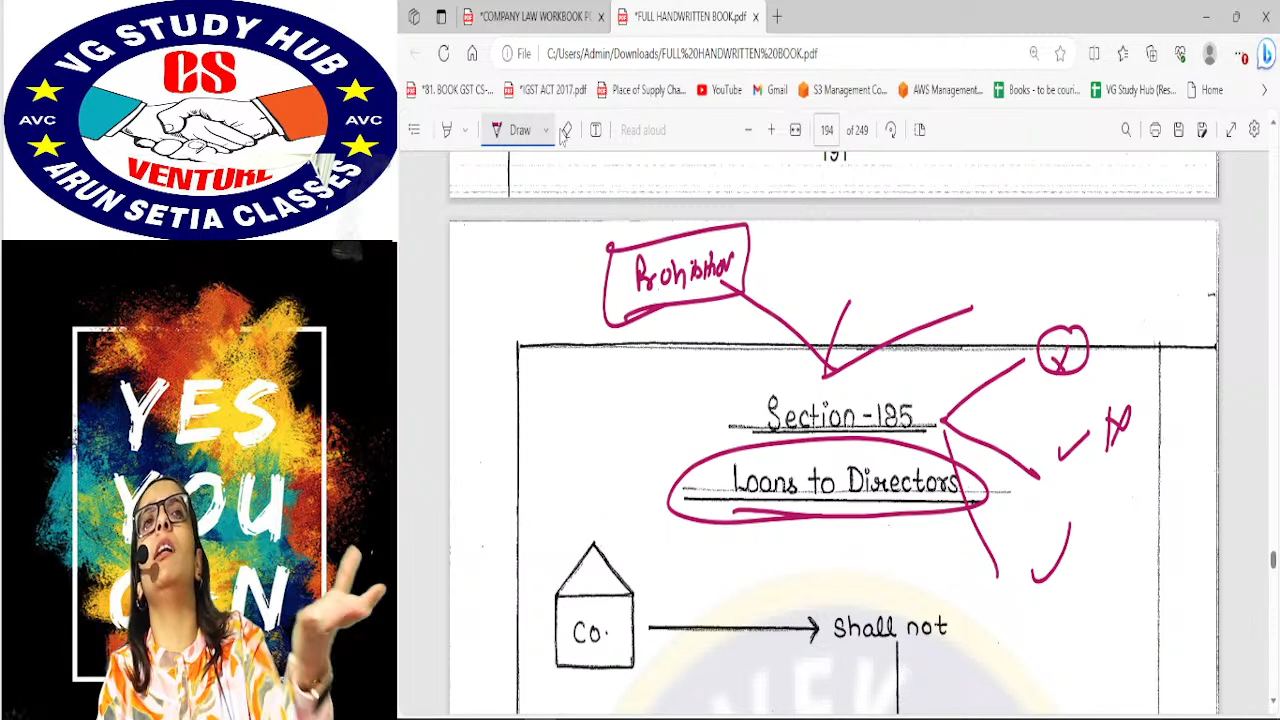 VG STUDY HUB
CS
AVC
AVC
VENTURE
ARUN SETIA CLASSES
YES
YOU
*COMPANY LAW WORKBOOK P
*FULL HANDWRITTEN BOOK.pdf
File
C:/Users/Admin/Downloads/FULL%20HANDWRITTEN%20BOOK.pdf
*81. BOOK GST CS-...
*IGST ACT 2017.pdf
Place of Supply Cha...
YouTube
Gmail
S3 Management Co...
AWS Management...
Books - to be during...
VG Study Hub (Res...
Home
Draw
Read aloud
194
of 249
191
Prohibition
Section-185
Loans to Directors
Co.
Shall not